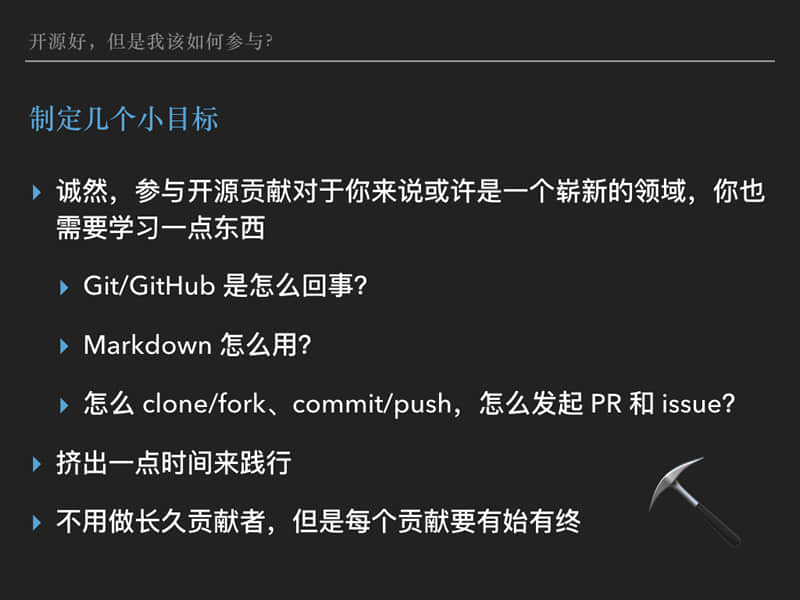 开源好，但是我该如何参与?
制定几个小目标
诚然，参与开源贡献对于你来说或许是一个崭新的领域，你也
需要学习一点东西
Git/GitHub 是怎么回事？
Markdown 怎么用？
怎么 clone/fork、commit/push，怎么发起 PR 和 issue？
挤出一点时间来践行
不用做长久贡献者，但是每个贡献要有始有终